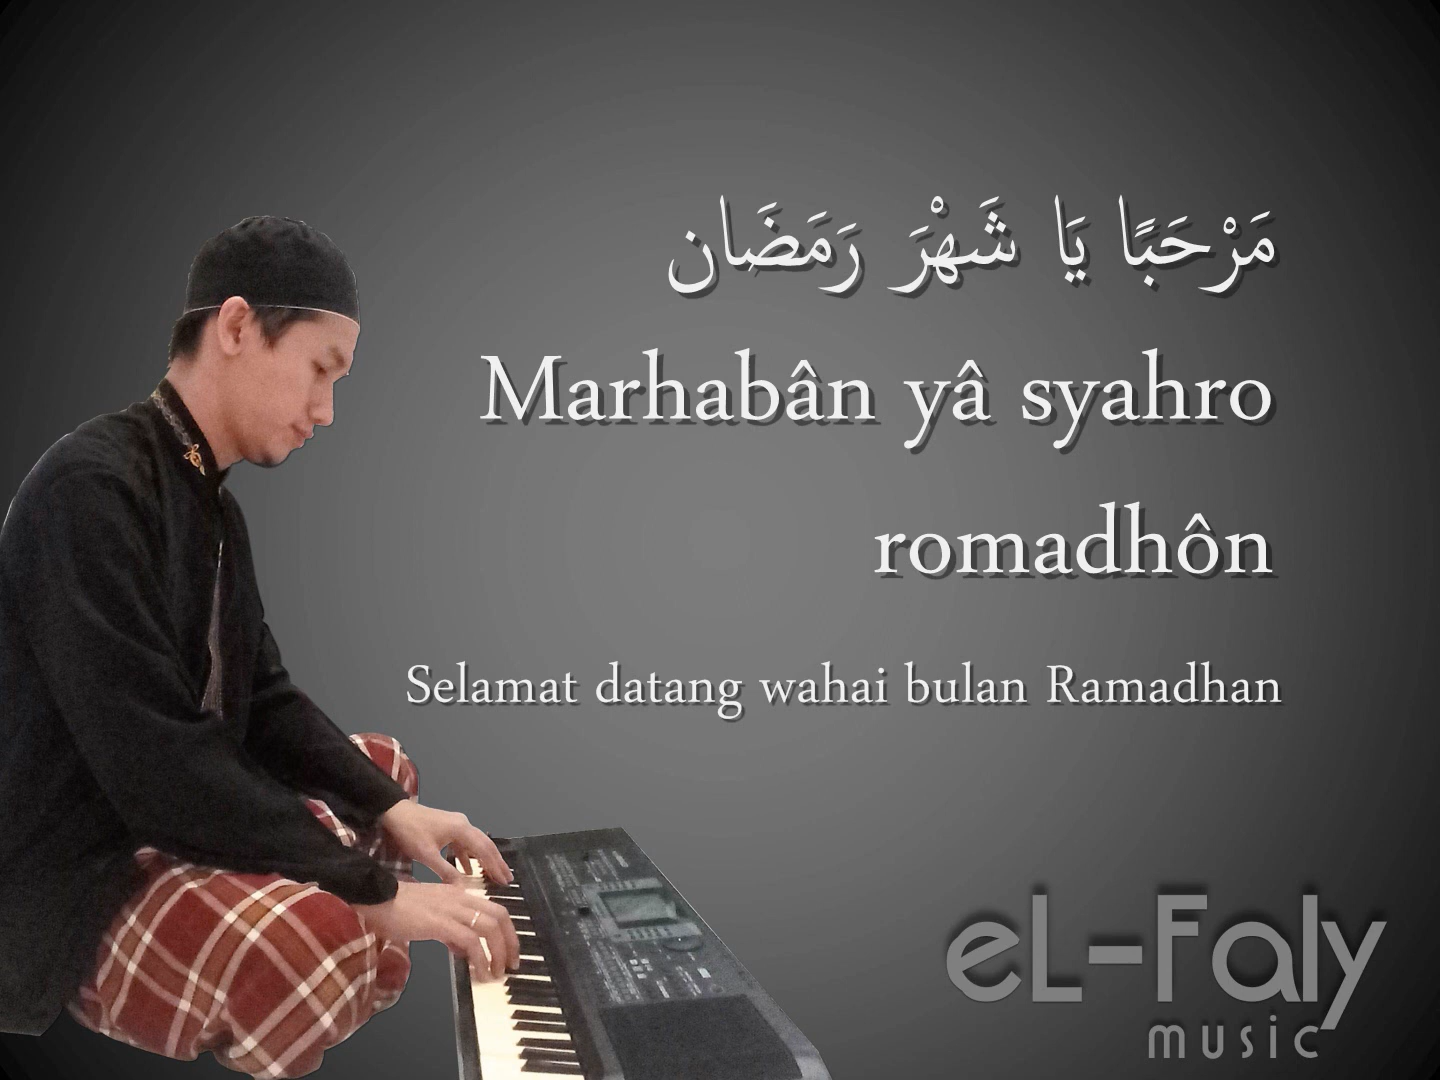 مَرْحَبًا يَا شَهْرَ رَمَضَان
Marhabân yâ syahro
romadhôn
Selamat datang wahai bulan Ramadhan
eL-Faly
music